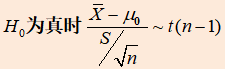 H₀为真时 (X̄ − μ₀) / (S/√n) ~ t(n−1)